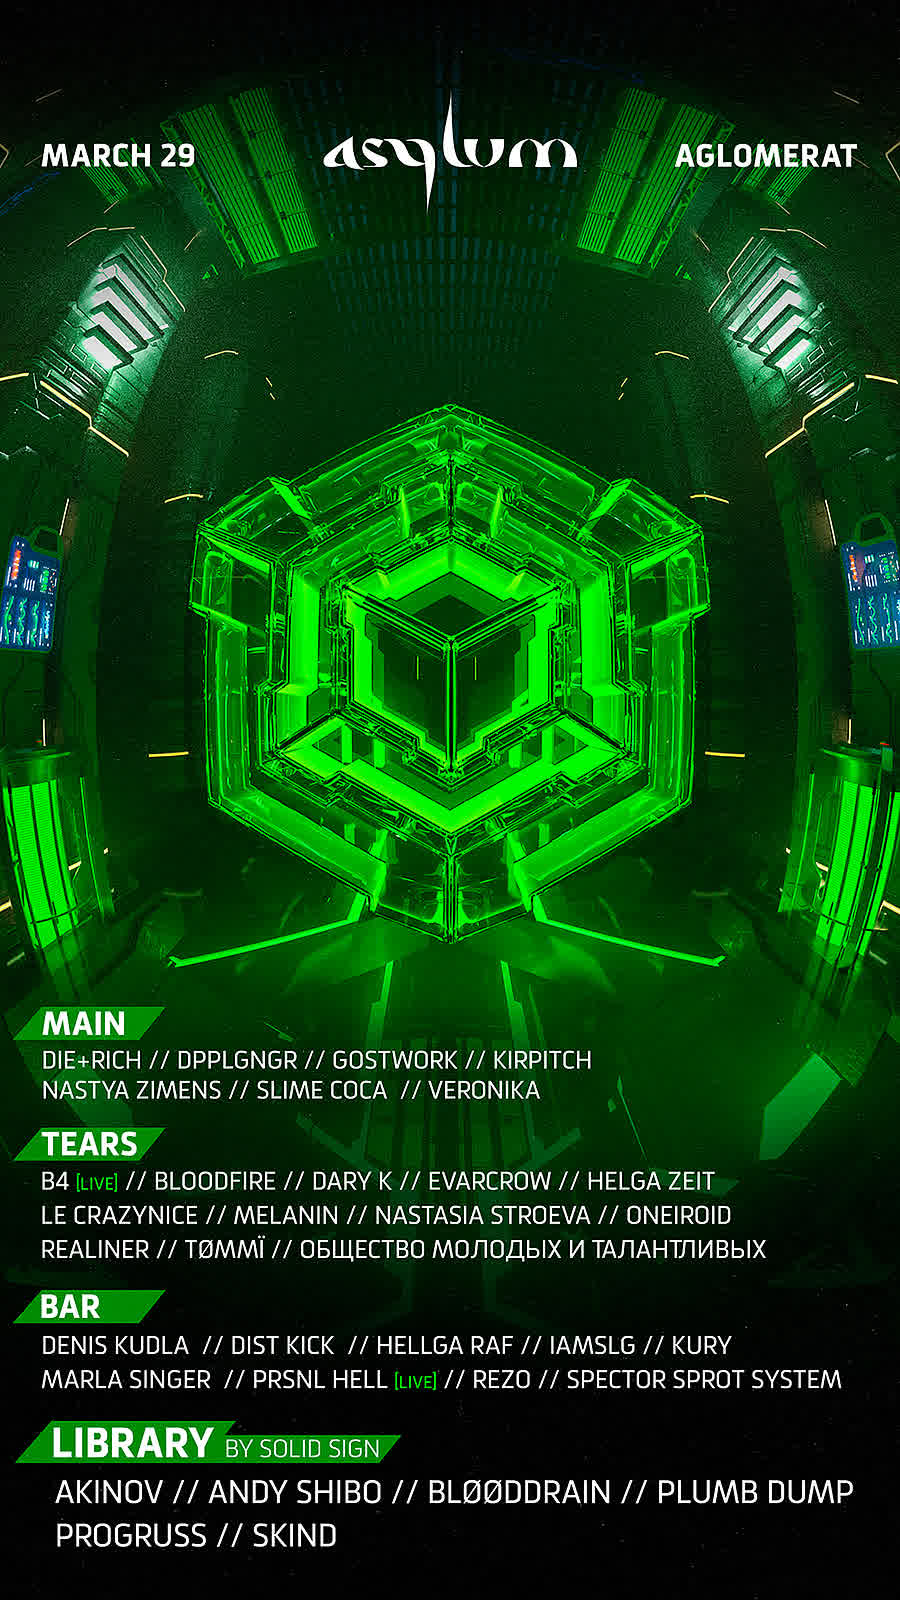 MARCH 29
asylum
AGLOMERAT
MAIN
DIE+RICH // DPPLGNGR // GOSTWORK // KIRPITCH
NASTYA ZIMENS // SLIME COCA // VERONIKA
TEARS
B4 [LIVE] // BLOODFIRE // DARY K // EVARCROW // HELGA ZEIT
LE CRAZYNICE // MELANIN // NASTASIA STROEVA // ONEIROID
REALINER // TØMMÏ // ОБЩЕСТВО МОЛОДЫХ И ТАЛАНТЛИВЫХ
BAR
DENIS KUDLA // DIST KICK // HELLGA RAF // IAMSLG // KURY
MARLA SINGER // PRSNL HELL [LIVE] // REZO // SPECTOR SPROT SYSTEM
LIBRARY BY SOLID SIGN
AKINOV // ANDY SHIBO // BLØØDDRAIN // PLUMB DUMP
PROGRUSS // SKIND